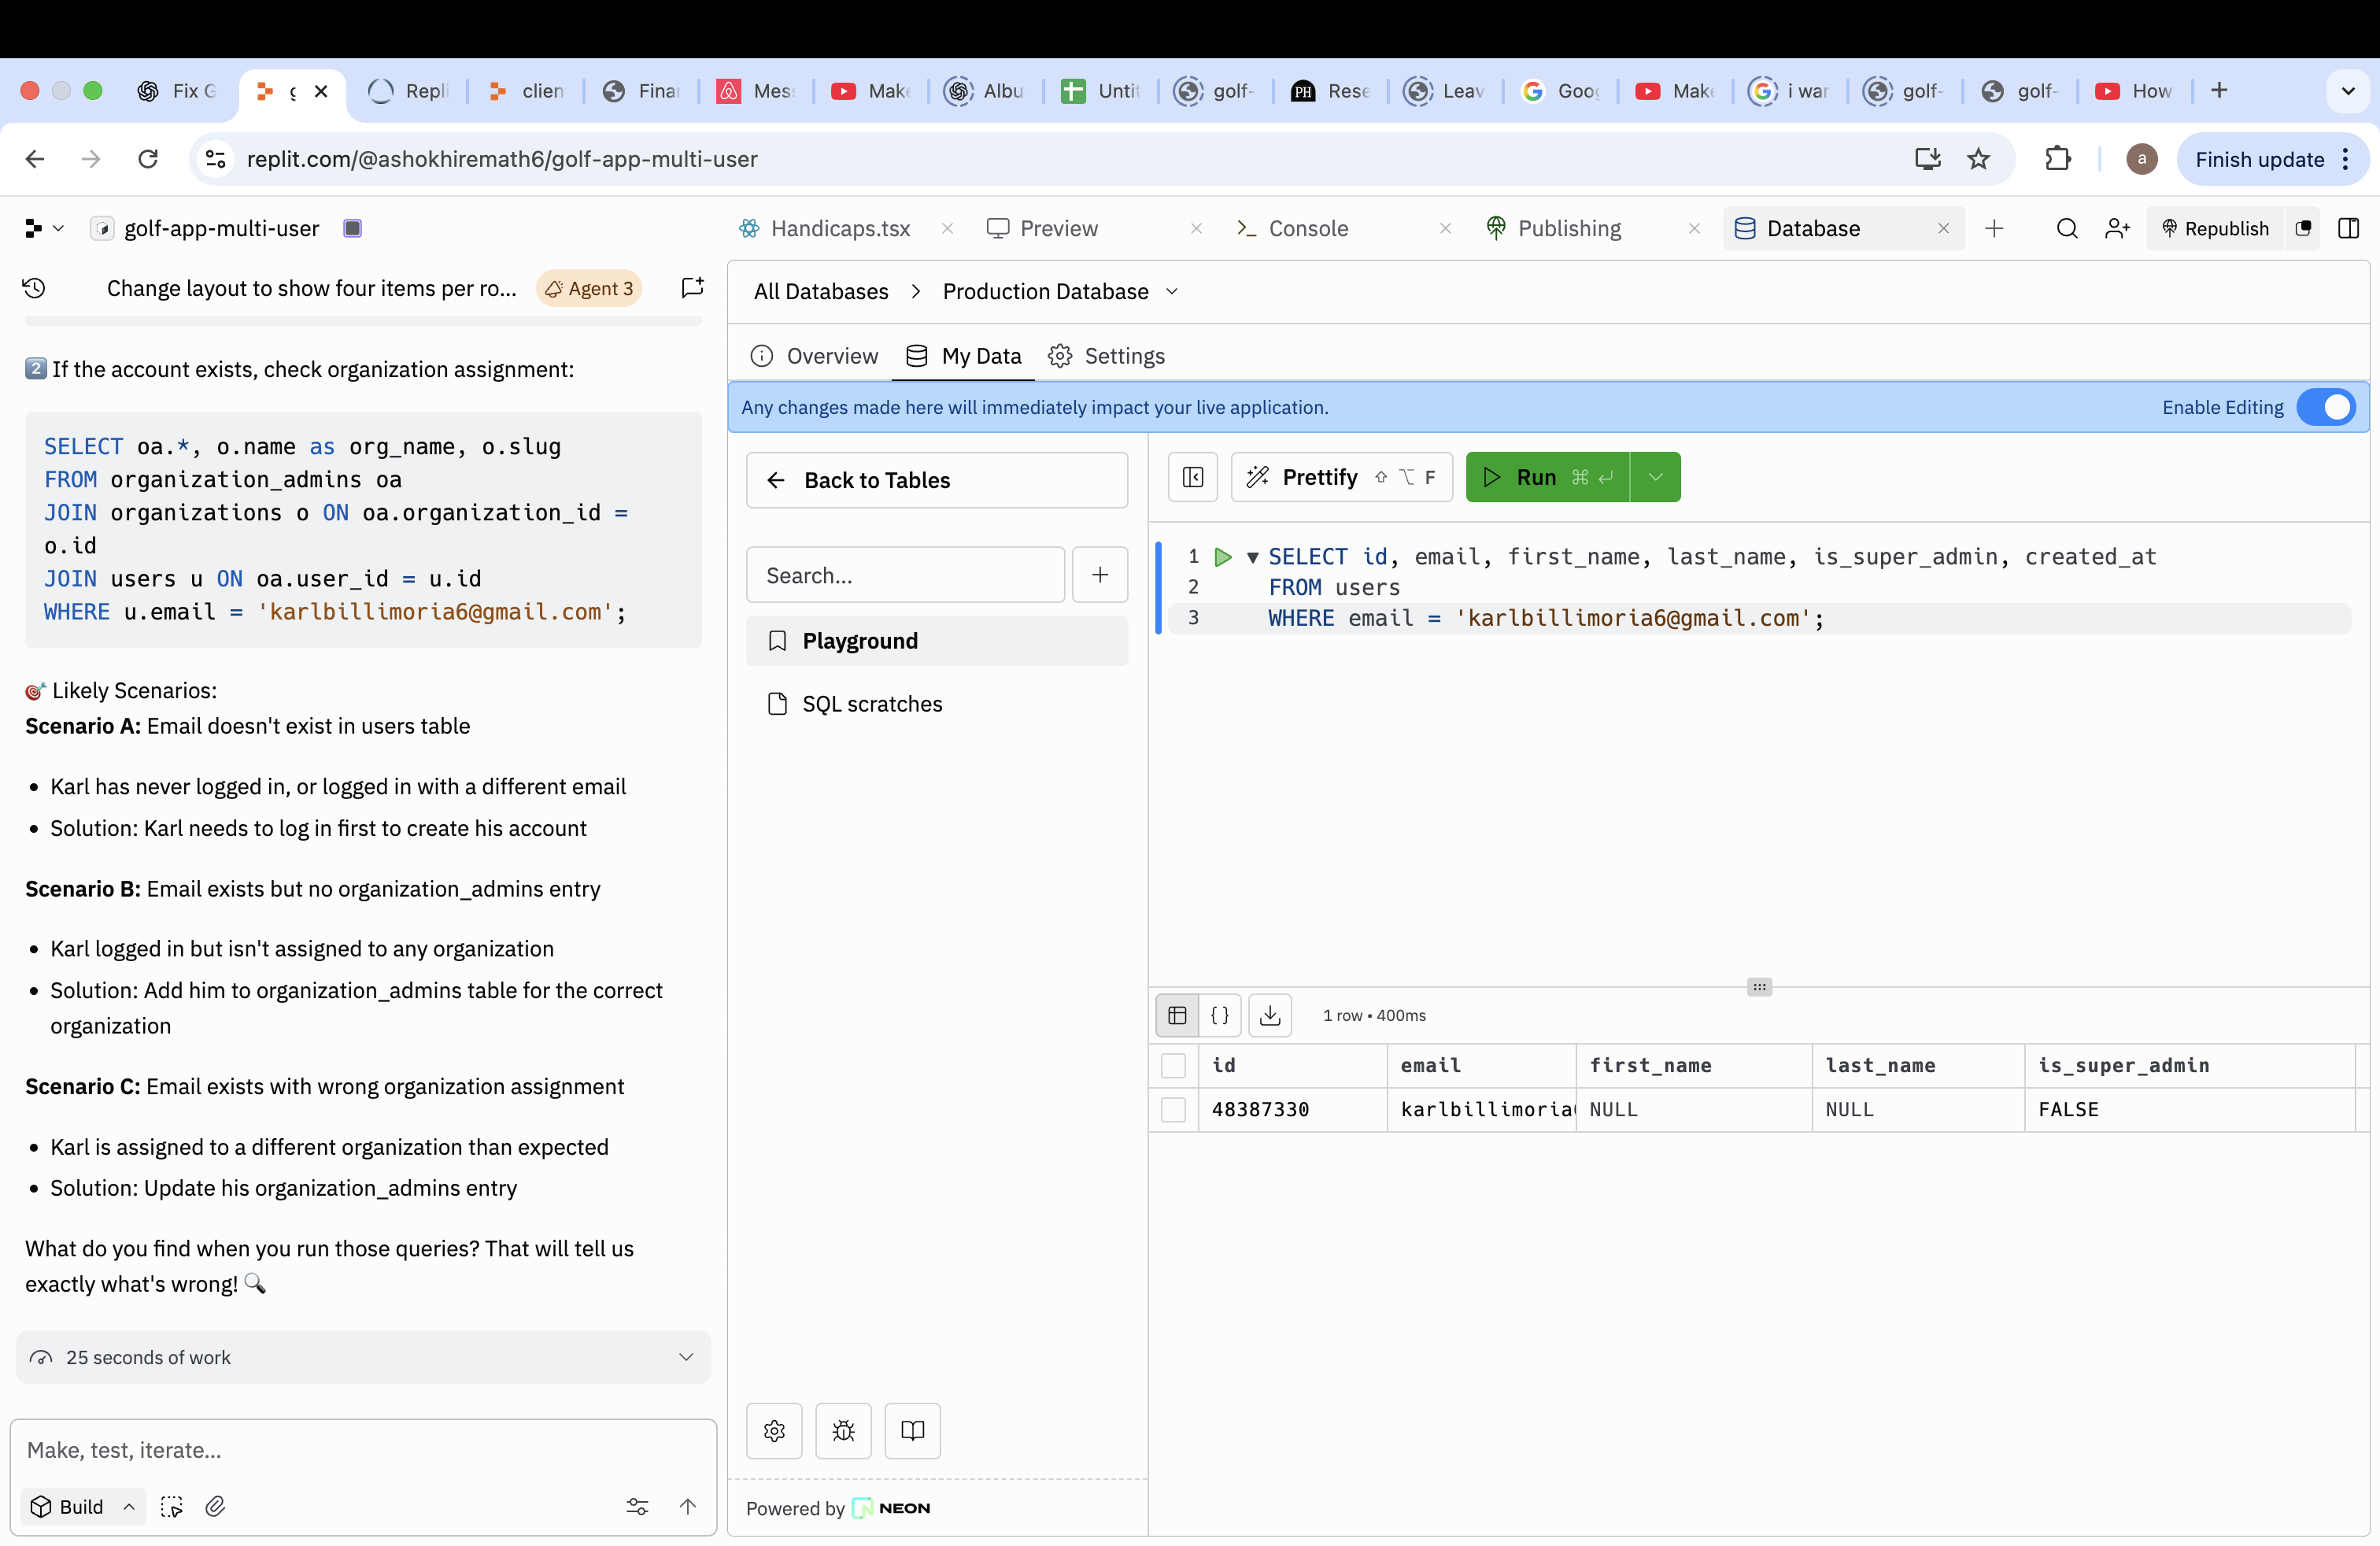 Fix G
g
Repli
clien
Finar
Mess
Make
Albu
Untit
golf-
PH
Rese
Leav
Goog
Make
i war
golf-
golf-
How
replit.com/@ashokhiremath6/golf-app-multi-user
a
Finish update
golf-app-multi-user
Handicaps.tsx
Preview
Console
Publishing
Database
Republish
Change layout to show four items per ro...
Agent 3
2 If the account exists, check organization assignment:
SELECT oa.*, o.name as org_name, o.slug
FROM organization_admins oa
JOIN organizations o ON oa.organization_id =
o.id
JOIN users u ON oa.user_id = u.id
WHERE u.email = 'karlbillimoria6@gmail.com';
🎯 Likely Scenarios:
Scenario A: Email doesn't exist in users table
• Karl has never logged in, or logged in with a different email
• Solution: Karl needs to log in first to create his account
Scenario B: Email exists but no organization_admins entry
• Karl logged in but isn't assigned to any organization
• Solution: Add him to organization_admins table for the correct
organization
Scenario C: Email exists with wrong organization assignment
• Karl is assigned to a different organization than expected
• Solution: Update his organization_admins entry
What do you find when you run those queries? That will tell us
exactly what's wrong! 🔍
25 seconds of work
Make, test, iterate...
Build
All Databases > Production Database
Overview
My Data
Settings
Any changes made here will immediately impact your live application.
Enable Editing
Back to Tables
Search...
Playground
SQL scratches
Powered by NEON
Prettify ⇧ ⌥ F
Run ⌘ ↵
1 SELECT id, email, first_name, last_name, is_super_admin, created_at
2 FROM users
3 WHERE email = 'karlbillimoria6@gmail.com';
{ }
1 row • 400ms
id email first_name last_name is_super_admin
48387330 karlbillimoria NULL NULL FALSE